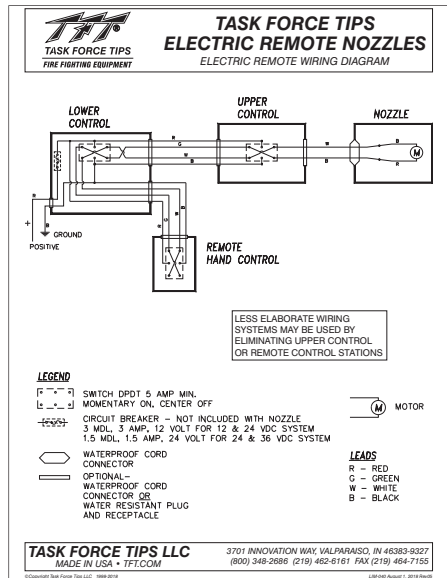 TFT
TASK FORCE TIPS
FIRE FIGHTING EQUIPMENT
TASK FORCE TIPS
ELECTRIC REMOTE NOZZLES
ELECTRIC REMOTE WIRING DIAGRAM
LOWER
CONTROL
UPPER
CONTROL
NOZZLE
R
G
W
B
W
B
B
R
M
R
B
R
G
W
B
+
GROUND
POSITIVE
REMOTE
HAND CONTROL
LESS ELABORATE WIRING
SYSTEMS MAY BE USED BY
ELIMINATING UPPER CONTROL
OR REMOTE CONTROL STATIONS
LEGEND
SWITCH DPDT 5 AMP MIN.
MOMENTARY ON, CENTER OFF
CIRCUIT BREAKER - NOT INCLUDED WITH NOZZLE
3 MDL, 3 AMP, 12 VOLT FOR 12 & 24 VDC SYSTEM
1.5 MDL, 1.5 AMP, 24 VOLT FOR 24 & 36 VDC SYSTEM
WATERPROOF CORD
CONNECTOR
OPTIONAL-
WATERPROOF CORD
CONNECTOR OR
WATER RESISTANT PLUG
AND RECEPTACLE
M MOTOR
LEADS
R - RED
G - GREEN
W - WHITE
B - BLACK
TASK FORCE TIPS LLC
MADE IN USA • TFT.COM
3701 INNOVATION WAY, VALPARAISO, IN 46383-9327
(800) 348-2686 (219) 462-6161 FAX (219) 464-7155
©Copyright Task Force Tips LLC 1999-2018
LIM-040 August 1, 2018 Rev05